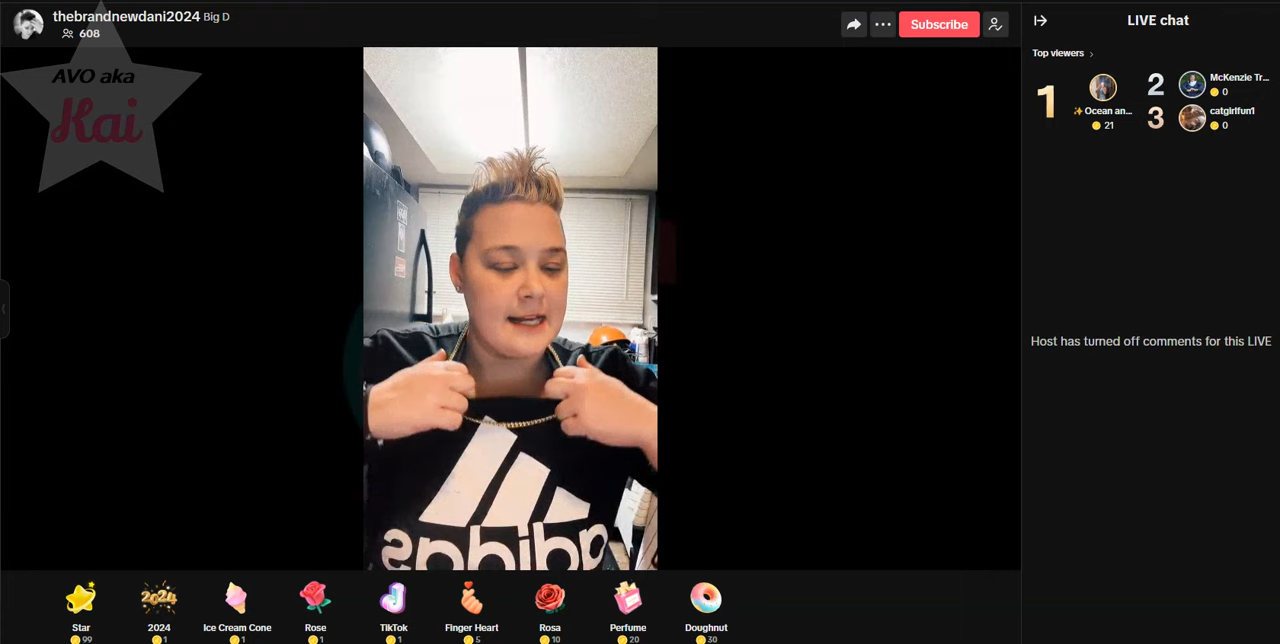 thebrandnewdani2024 Big D
608
Subscribe
LIVE chat
AVO aka
Kai
Top viewers
1
✨Ocean an...
21
2
McKenzie Tr...
0
3
catgirlfun1
0
Host has turned off comments for this LIVE
adidas
2024
Star
99
2024
1
Ice Cream Cone
1
Rose
1
TikTok
1
Finger Heart
5
Rosa
10
Perfume
20
Doughnut
30